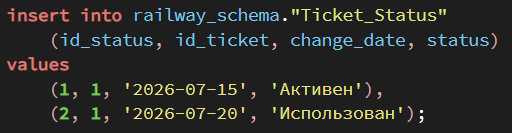 insert into railway_schema."Ticket_Status"
(id_status, id_ticket, change_date, status)
values
(1, 1, '2026-07-15', 'Активен'),
(2, 1, '2026-07-20', 'Использован');